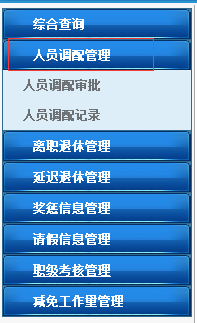 综合查询
人员调配管理
人员调配审批
人员调配记录
离职退休管理
延迟退休管理
奖惩信息管理
请假信息管理
职级考核管理
减免工作量管理